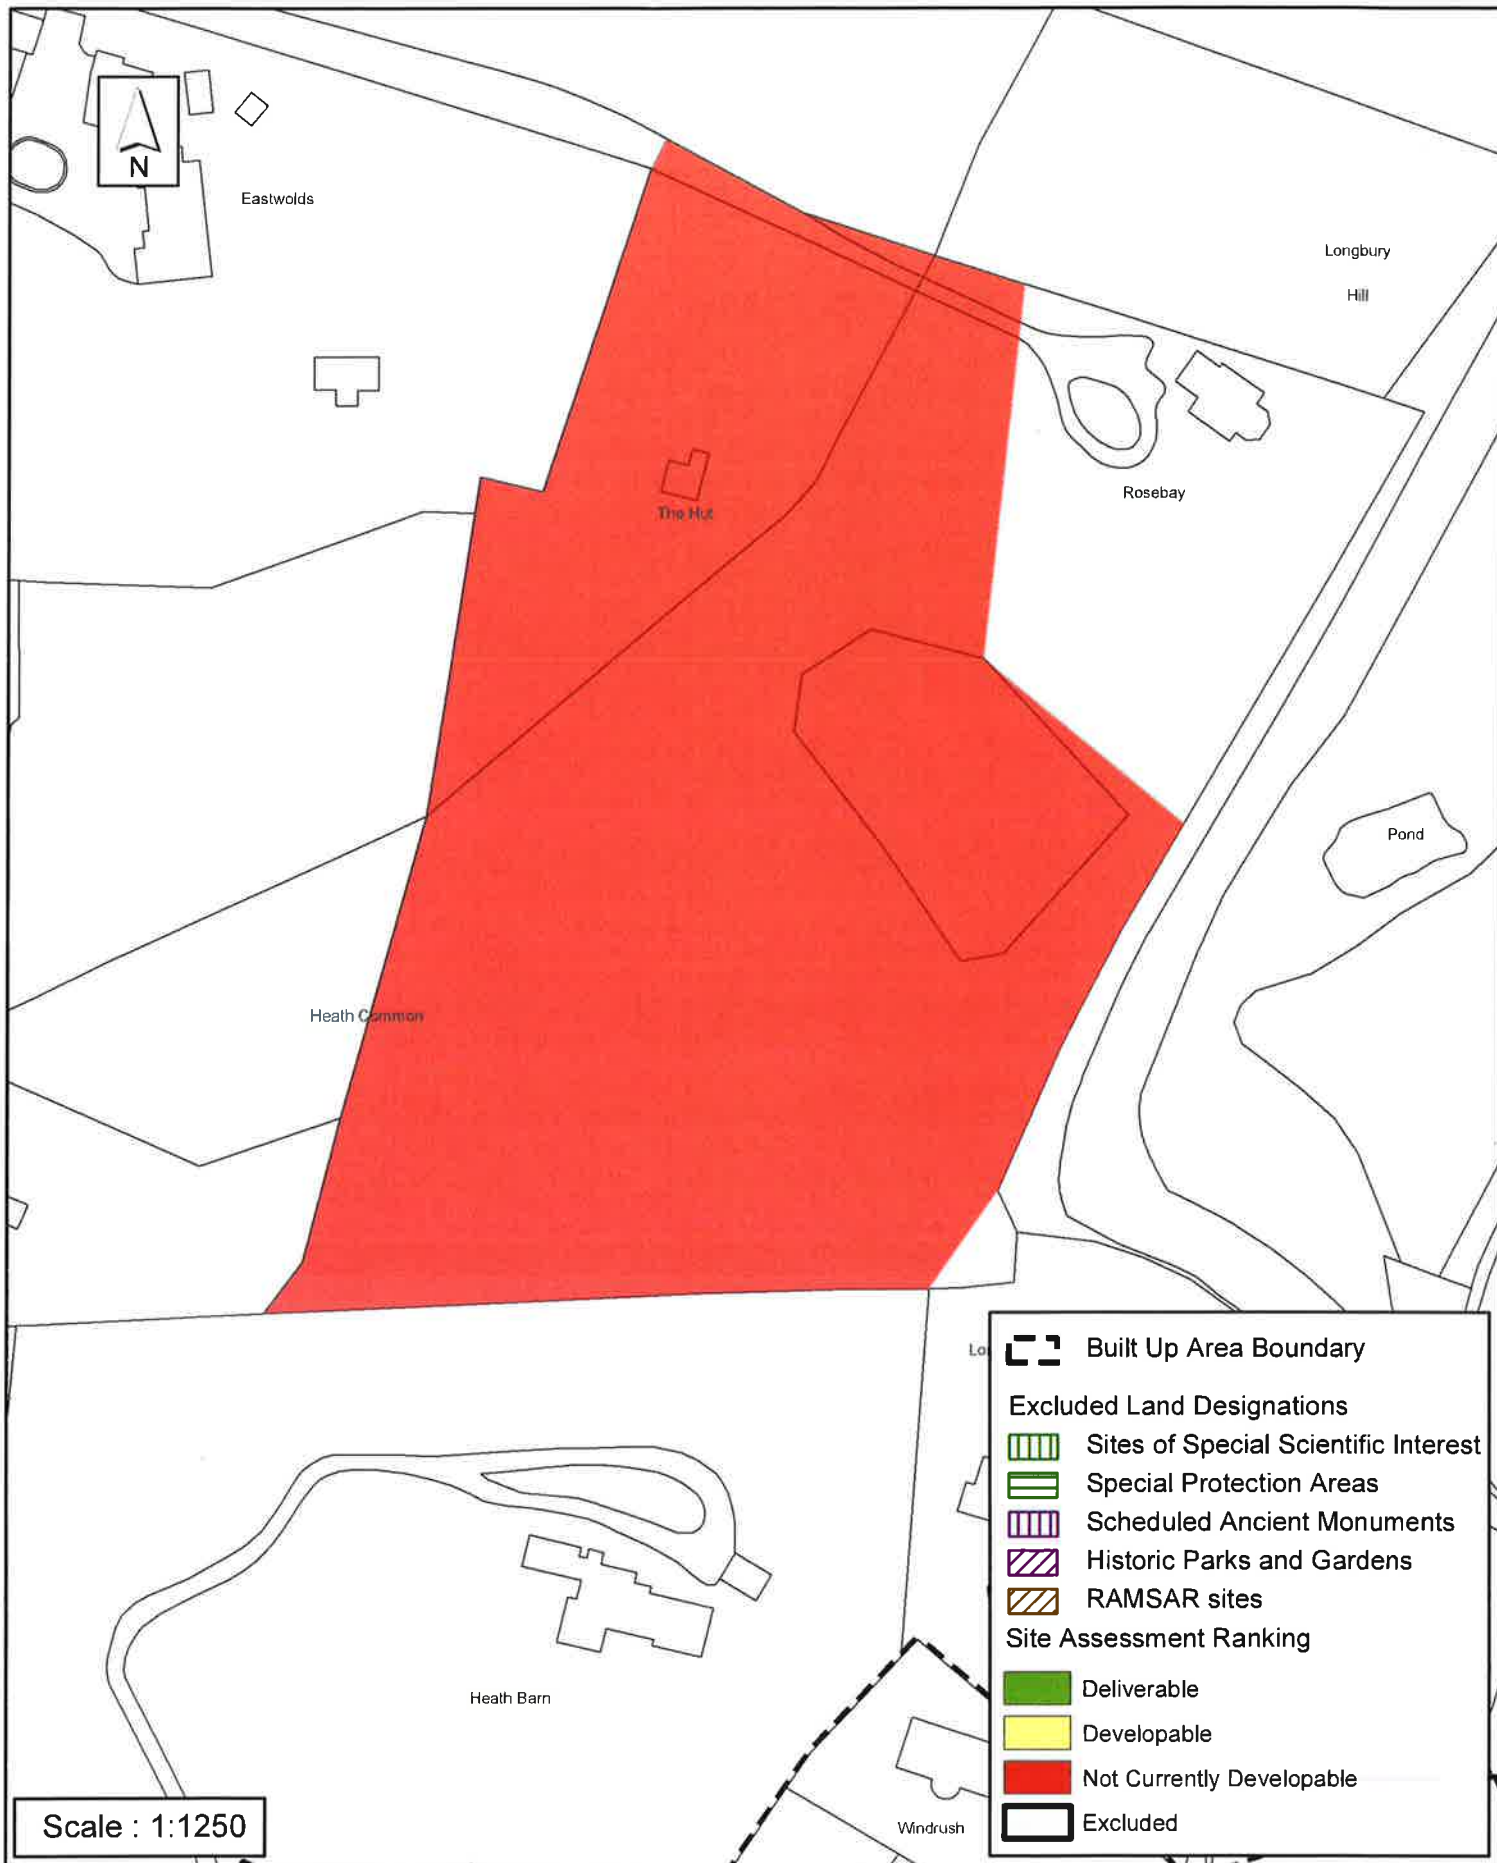 N
Eastwolds
Longbury
Hill
Rosebay
The Hut
Pond
Heath Common
Built Up Area Boundary
Excluded Land Designations
Sites of Special Scientific Interest
Special Protection Areas
Scheduled Ancient Monuments
Historic Parks and Gardens
RAMSAR sites
Site Assessment Ranking
Deliverable
Developable
Not Currently Developable
Excluded
Heath Barn
Windrush
Scale : 1:1250